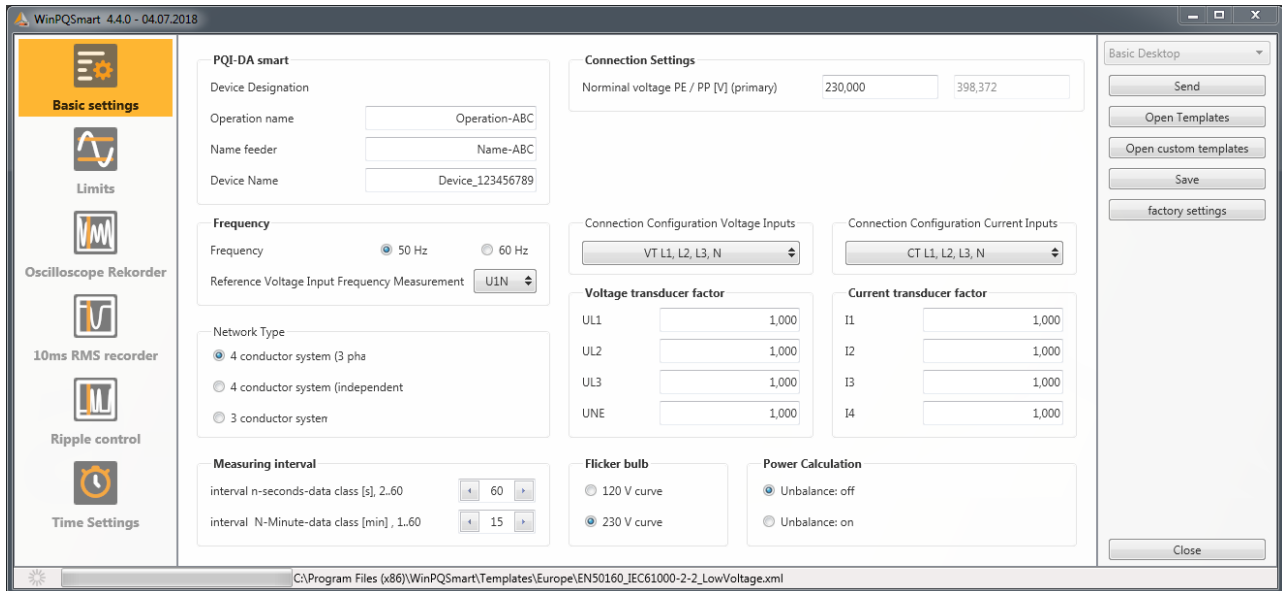 WinPQSmart 4.4.0 - 04.07.2018
Basic settings
Limits
Oscilloscope Rekorder
10ms RMS recorder
Ripple control
Time Settings
PQI-DA smart
Device Designation
Operation name Operation-ABC
Name feeder Name-ABC
Device Name Device_123456789
Connection Settings
Norminal voltage PE / PP [V] (primary) 230,000 398,372
Frequency
Frequency 50 Hz 60 Hz
Reference Voltage Input Frequency Measurement U1N
Connection Configuration Voltage Inputs
VT L1, L2, L3, N
Connection Configuration Current Inputs
CT L1, L2, L3, N
Network Type
4 conductor system (3 pha
4 conductor system (independent
3 conductor system
Voltage transducer factor
UL1 1,000
UL2 1,000
UL3 1,000
UNE 1,000
Current transducer factor
I1 1,000
I2 1,000
I3 1,000
I4 1,000
Measuring interval
interval n-seconds-data class [s], 2..60 60
interval N-Minute-data class [min] , 1..60 15
Flicker bulb
120 V curve
230 V curve
Power Calculation
Unbalance: off
Unbalance: on
Basic Desktop
Send
Open Templates
Open custom templates
Save
factory settings
Close
C:\Program Files (x86)\WinPQSmart\Templates\Europe\EN50160_IEC61000-2-2_LowVoltage.xml